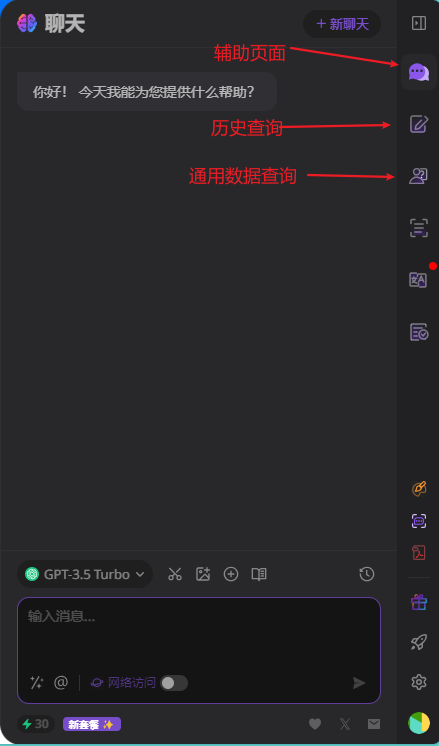 聊天
+ 新聊天
辅助页面
你好！ 今天我能为您提供什么帮助？
历史查询
通用数据查询
GPT-3.5 Turbo
输入消息...
@
网络访问
30
新套餐